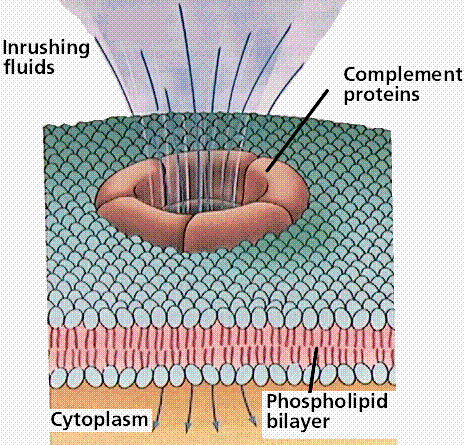 Inrushing
fluids
Complement
proteins
Cytoplasm
Phospholipid
bilayer